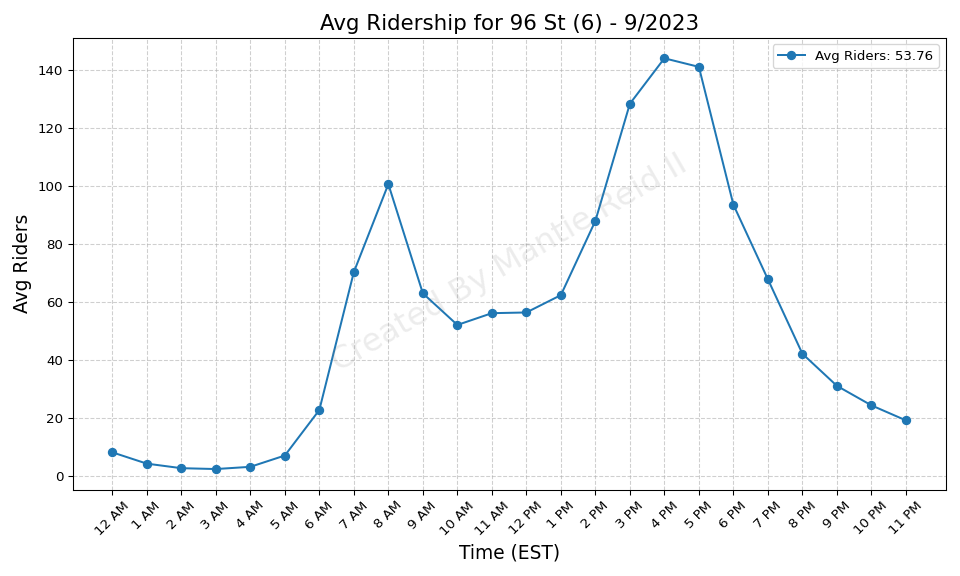 Avg Ridership for 96 St (6) - 9/2023
Avg Riders: 53.76
Avg Riders
140
120
100
80
60
40
20
0
Created By Mantie Reid II
12 AM
1 AM
2 AM
3 AM
4 AM
5 AM
6 AM
7 AM
8 AM
9 AM
10 AM
11 AM
12 PM
1 PM
2 PM
3 PM
4 PM
5 PM
6 PM
7 PM
8 PM
9 PM
10 PM
11 PM
Time (EST)